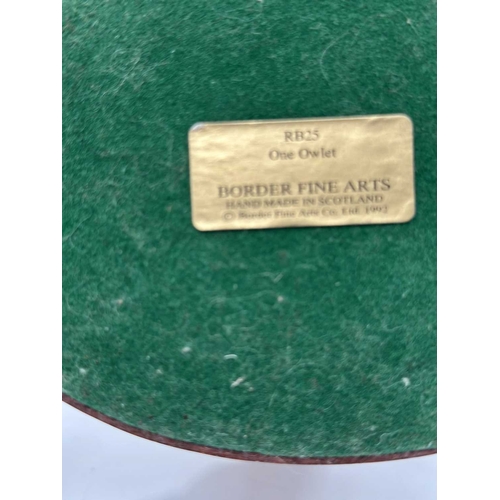 RB25
One Owlet
BORDER FINE ARTS
HAND MADE IN SCOTLAND
© Border Fine Arts Co. Ltd. 1992